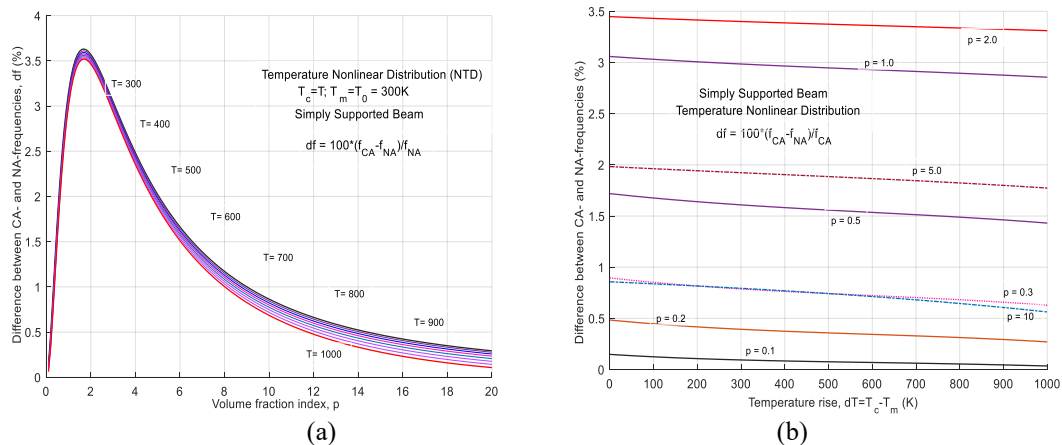 Difference between CA- and NA-frequencies, df (%)
4
3.5
3
2.5
2
1.5
1
0.5
0
0 2 4 6 8 10 12 14 16 18 20
Volume fraction index, p
Temperature Nonlinear Distribution (NTD)
T_c=T; T_m=T_0 = 300K
Simply Supported Beam
df = 100*(f_CA-f_NA)/f_NA
T= 300
T= 400
T= 500
T= 600
T= 700
T= 800
T= 900
T= 1000
(a)
Difference between CA- and NA-frequencies (%)
3.5
3
2.5
2
1.5
1
0.5
0
0 100 200 300 400 500 600 700 800 900 1000
Temperature rise, dT=T_c-T_m (K)
p = 2.0
p = 1.0
Simply Supported Beam
Temperature Nonlinear Distribution
df = 100*(f_CA-f_NA)/f_CA
p = 5.0
p = 0.5
p = 0.3
p = 10
p = 0.2
p = 0.1
(b)